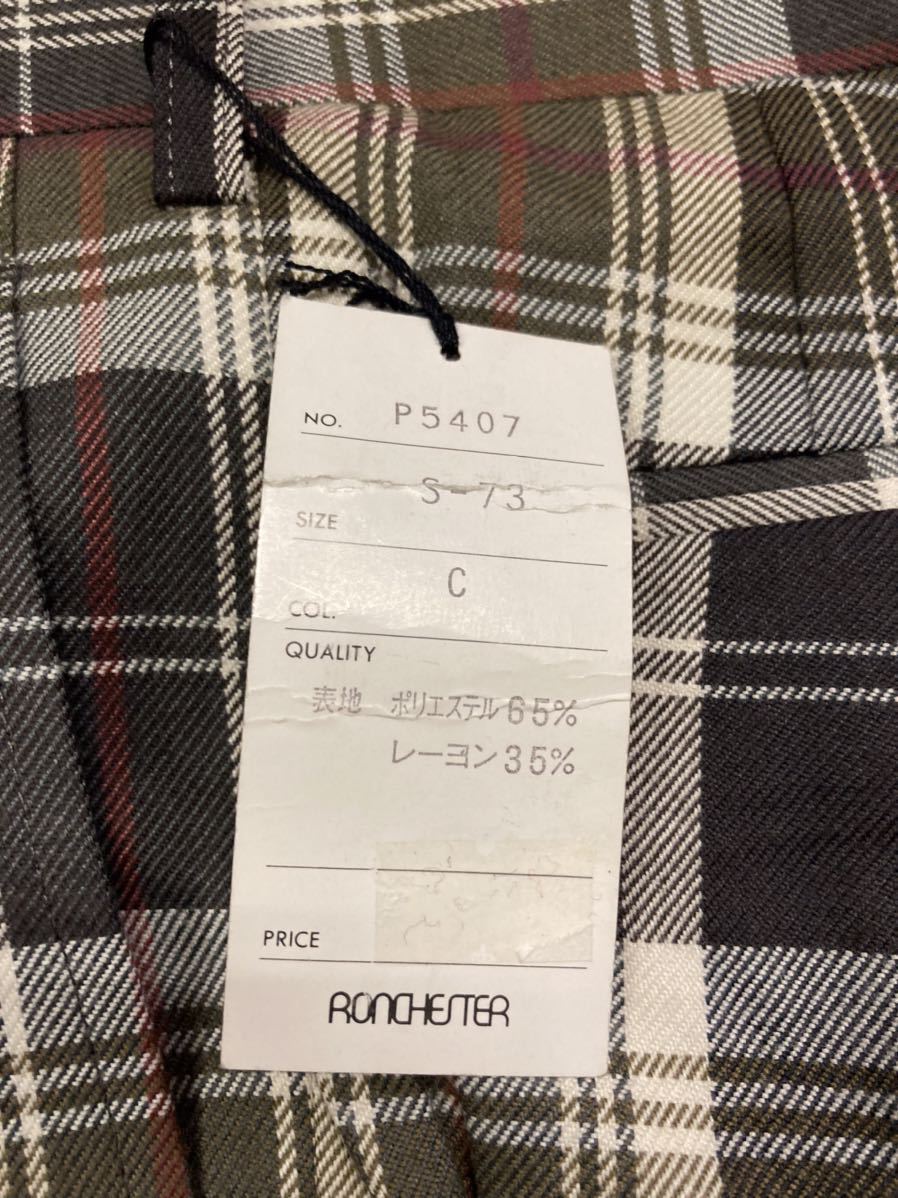 NO. P5407
SIZE S-73
COL. C
QUALITY
表地 ポリエステル65%
レーヨン35%
PRICE
RONCHESTER